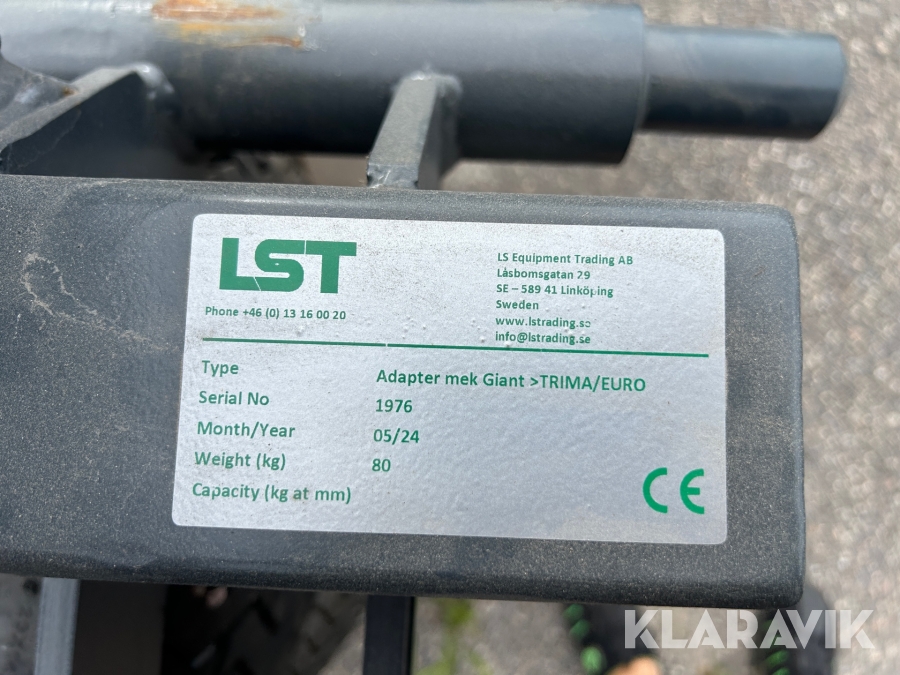 LST
Phone +46 (0) 13 16 00 20
LS Equipment Trading AB
Låsbomsgatan 29
SE – 589 41 Linköping
Sweden
www.lstrading.se
info@lstrading.se
Type Adapter mek Giant >TRIMA/EURO
Serial No 1976
Month/Year 05/24
Weight (kg) 80
Capacity (kg at mm)
CE
KLARAVIK